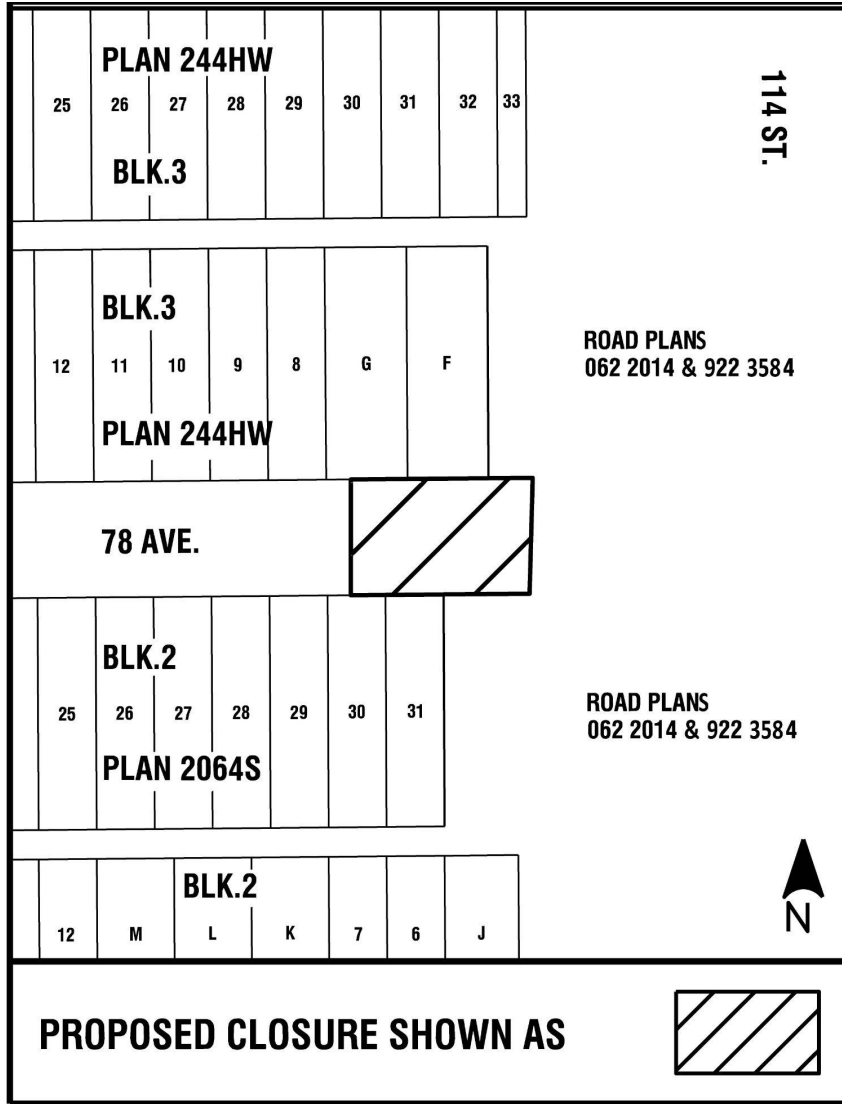 PLAN 244HW
114 ST.
25 26 27 28 29 30 31 32 33
BLK.3
BLK.3
ROAD PLANS
062 2014 & 922 3584
12 11 10 9 8 G F
PLAN 244HW
78 AVE.
BLK.2
ROAD PLANS
062 2014 & 922 3584
25 26 27 28 29 30 31
PLAN 2064S
BLK.2
N
12 M L K 7 6 J
PROPOSED CLOSURE SHOWN AS